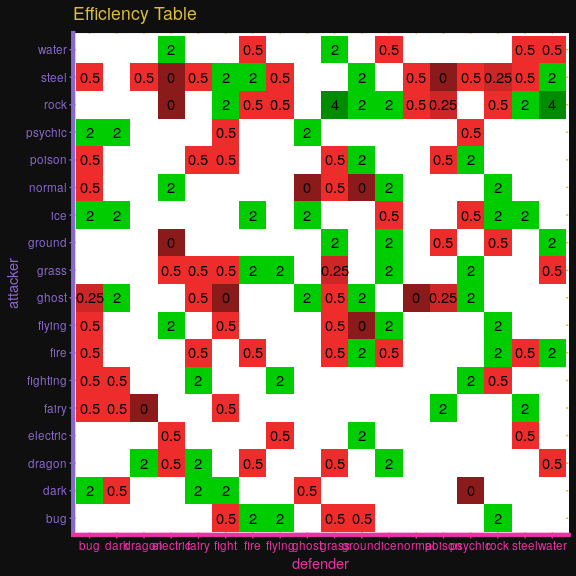 Efficiency Table
water 2 0.5 2 0.5 0.5 0.5
steel 0.5 0.5 0 0.5 2 2 0.5 2 0.5 0 0.5 0.25 0.5 2
rock 0 2 0.5 0.5 4 2 2 0.5 0.25 0.5 2 4
psychic 2 2 0.5 2 0.5
poison 0.5 0.5 0.5 0.5 2 0.5 2
normal 0.5 2 0 0.5 0 2 2
Ice 2 2 2 2 0.5 0.5 2 2
ground 0 2 2 0.5 0.5 2
grass 0.5 0.5 0.5 2 2 0.25 2 2 0.5
ghost 0.25 2 0.5 0 2 0.5 2 0 0.25 2
flying 0.5 2 0.5 0.5 0 2 2
fire 0.5 0.5 0.5 0.5 2 0.5 2 0.5 2
fighting 0.5 0.5 2 2 2 0.5
fairy 0.5 0.5 0 0.5 2 2
electric 0.5 0.5 2 0.5
dragon 2 0.5 2 0.5 0.5 2 0.5
dark 2 0.5 2 2 0.5 0
bug 0.5 2 2 0.5 0.5 2
attacker
bug dark dragon electric fairy fight fire flying ghost grass ground Ice normal poison psychic rock steel water
defender